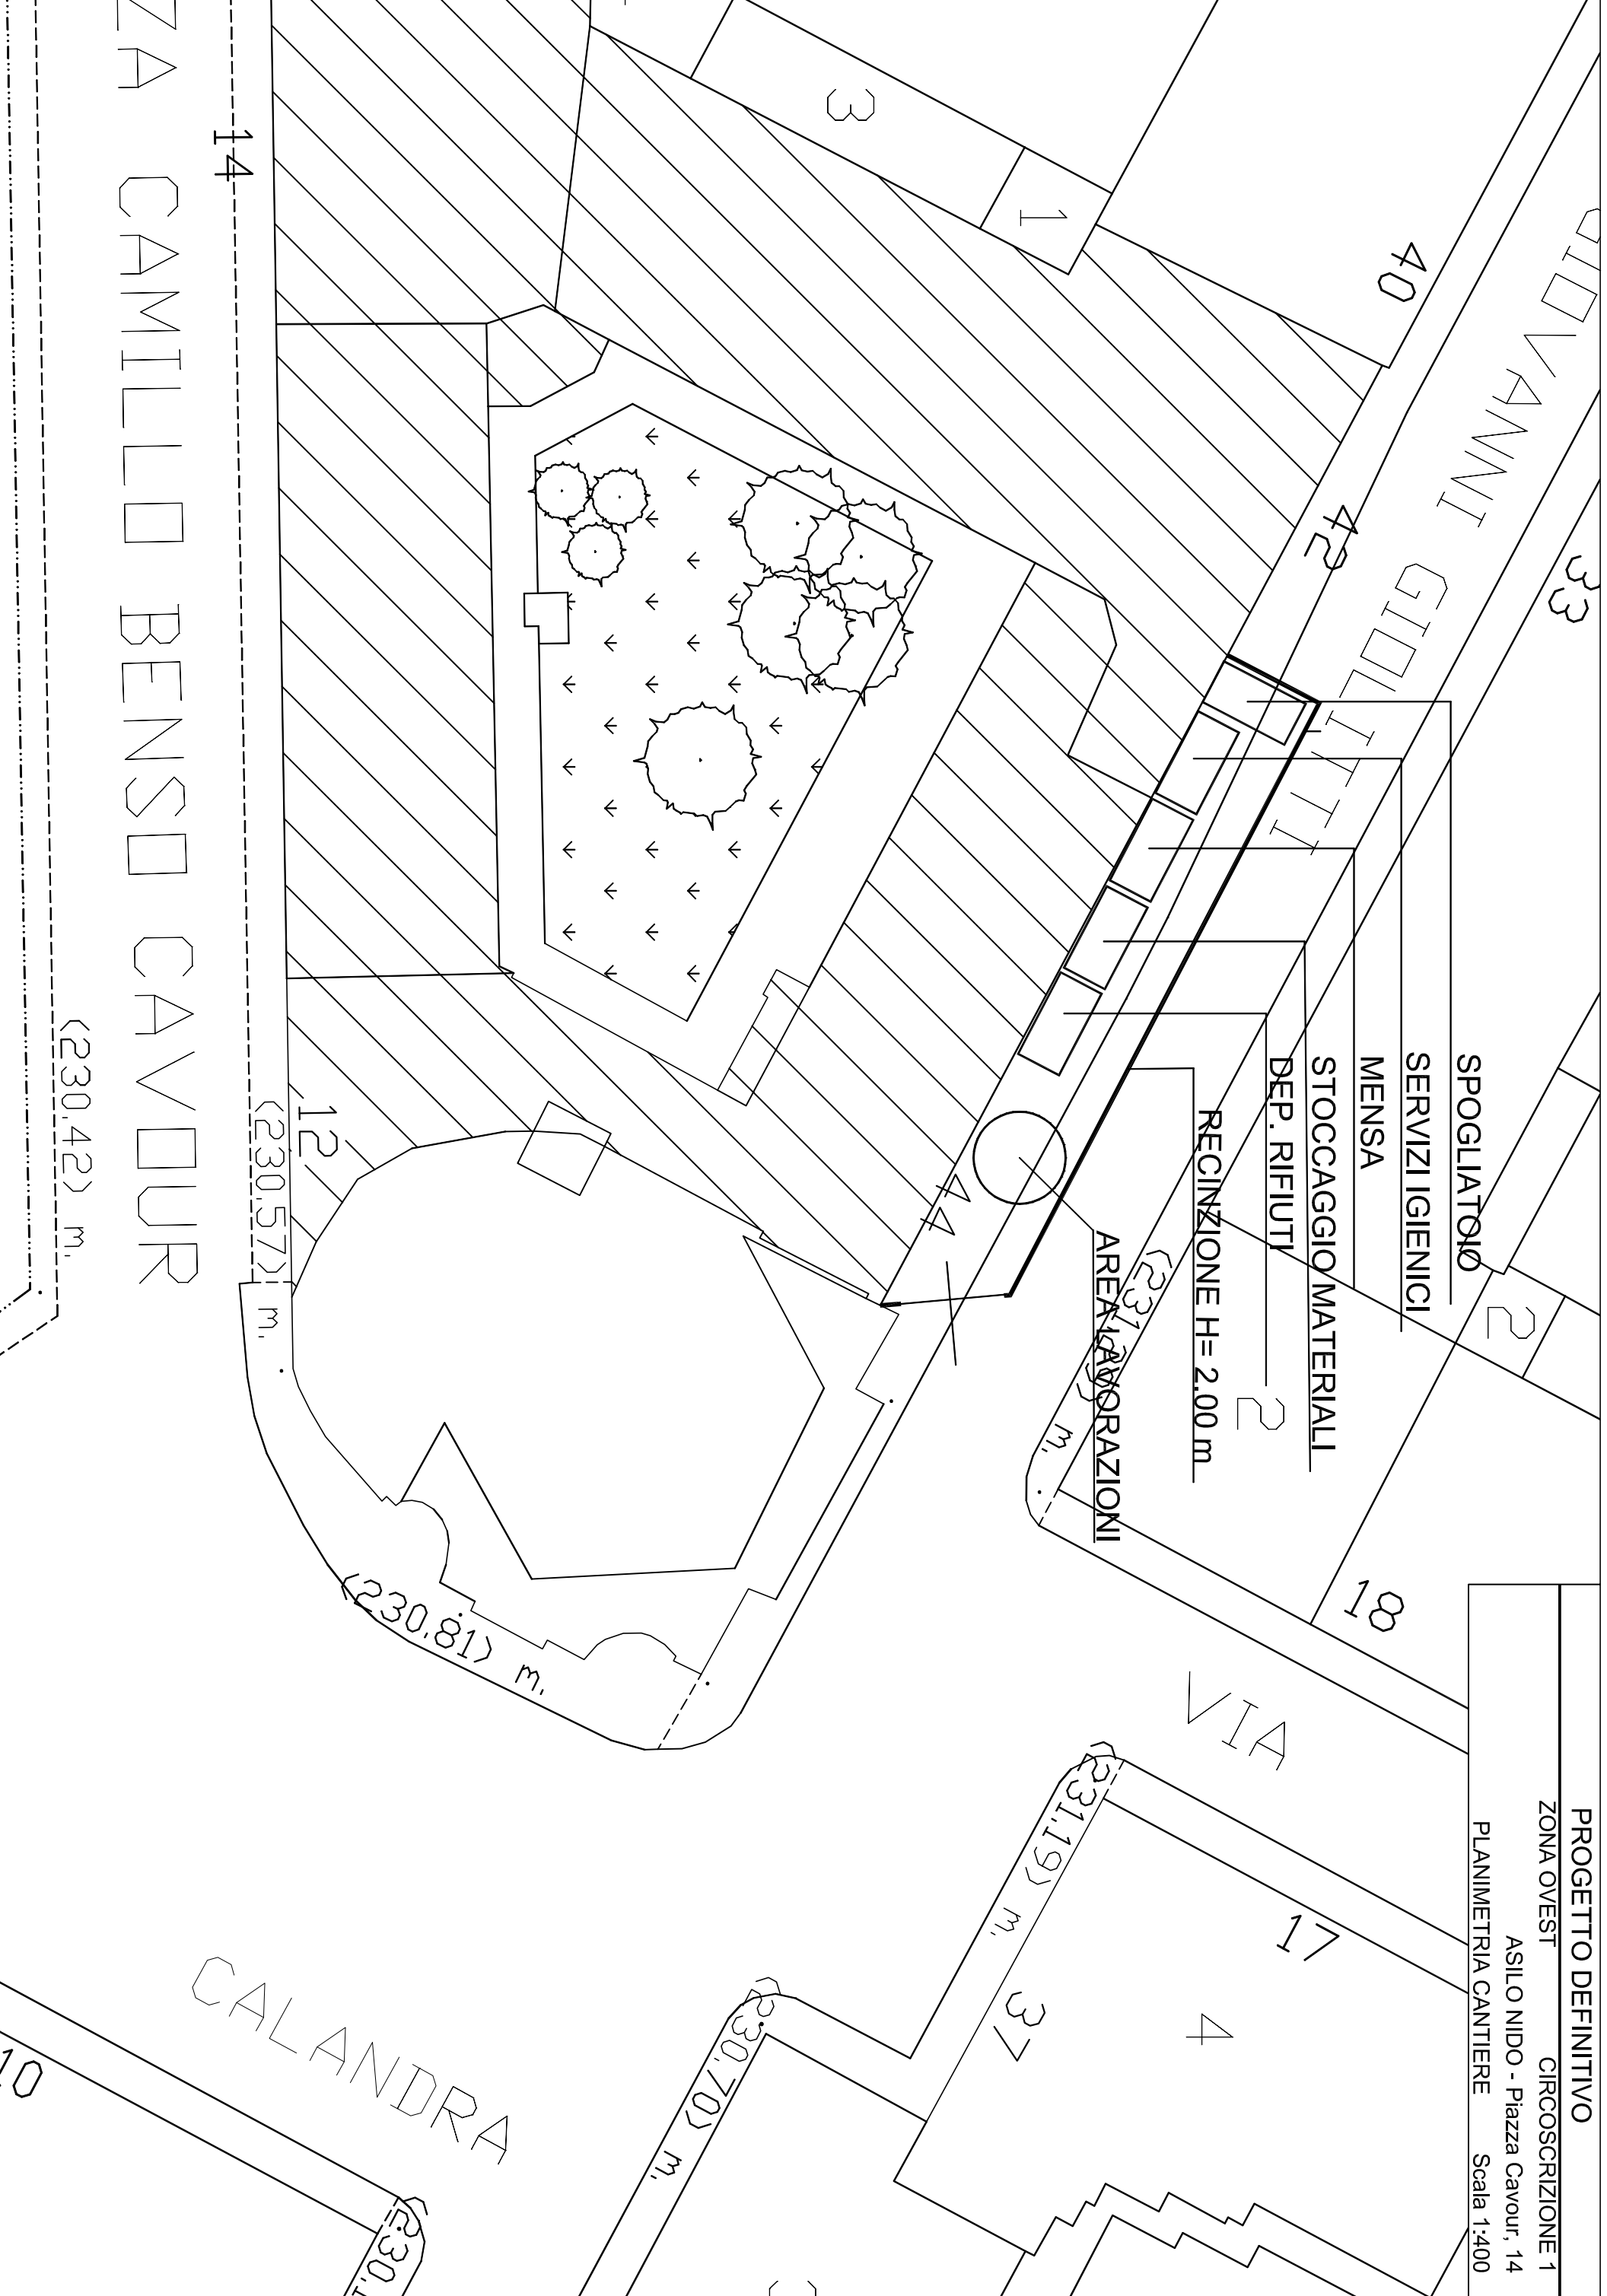 PROGETTO DEFINITIVO
ZONA OVEST CIRCOSCRIZIONE 1
ASILO NIDO - Piazza Cavour, 14
PLANIMETRIA CANTIERE Scala 1:400
SPOGLIATOIO
SERVIZI IGIENICI
MENSA
STOCCAGGIO MATERIALI
DEP. RIFIUTI
RECINZIONE H= 2.00 m
AREA LAVORAZIONI
GIOVANNI GIOLITTI
33
40
42
44
3
1
2
2
18
VIA
(231,19) m.
17
4
37
(230,70) m.
(230,81) m.
CALANDRA
10
12
14
(230,57) m.
(230,42) m.
ZA CAMILLO BENSO CAVOUR